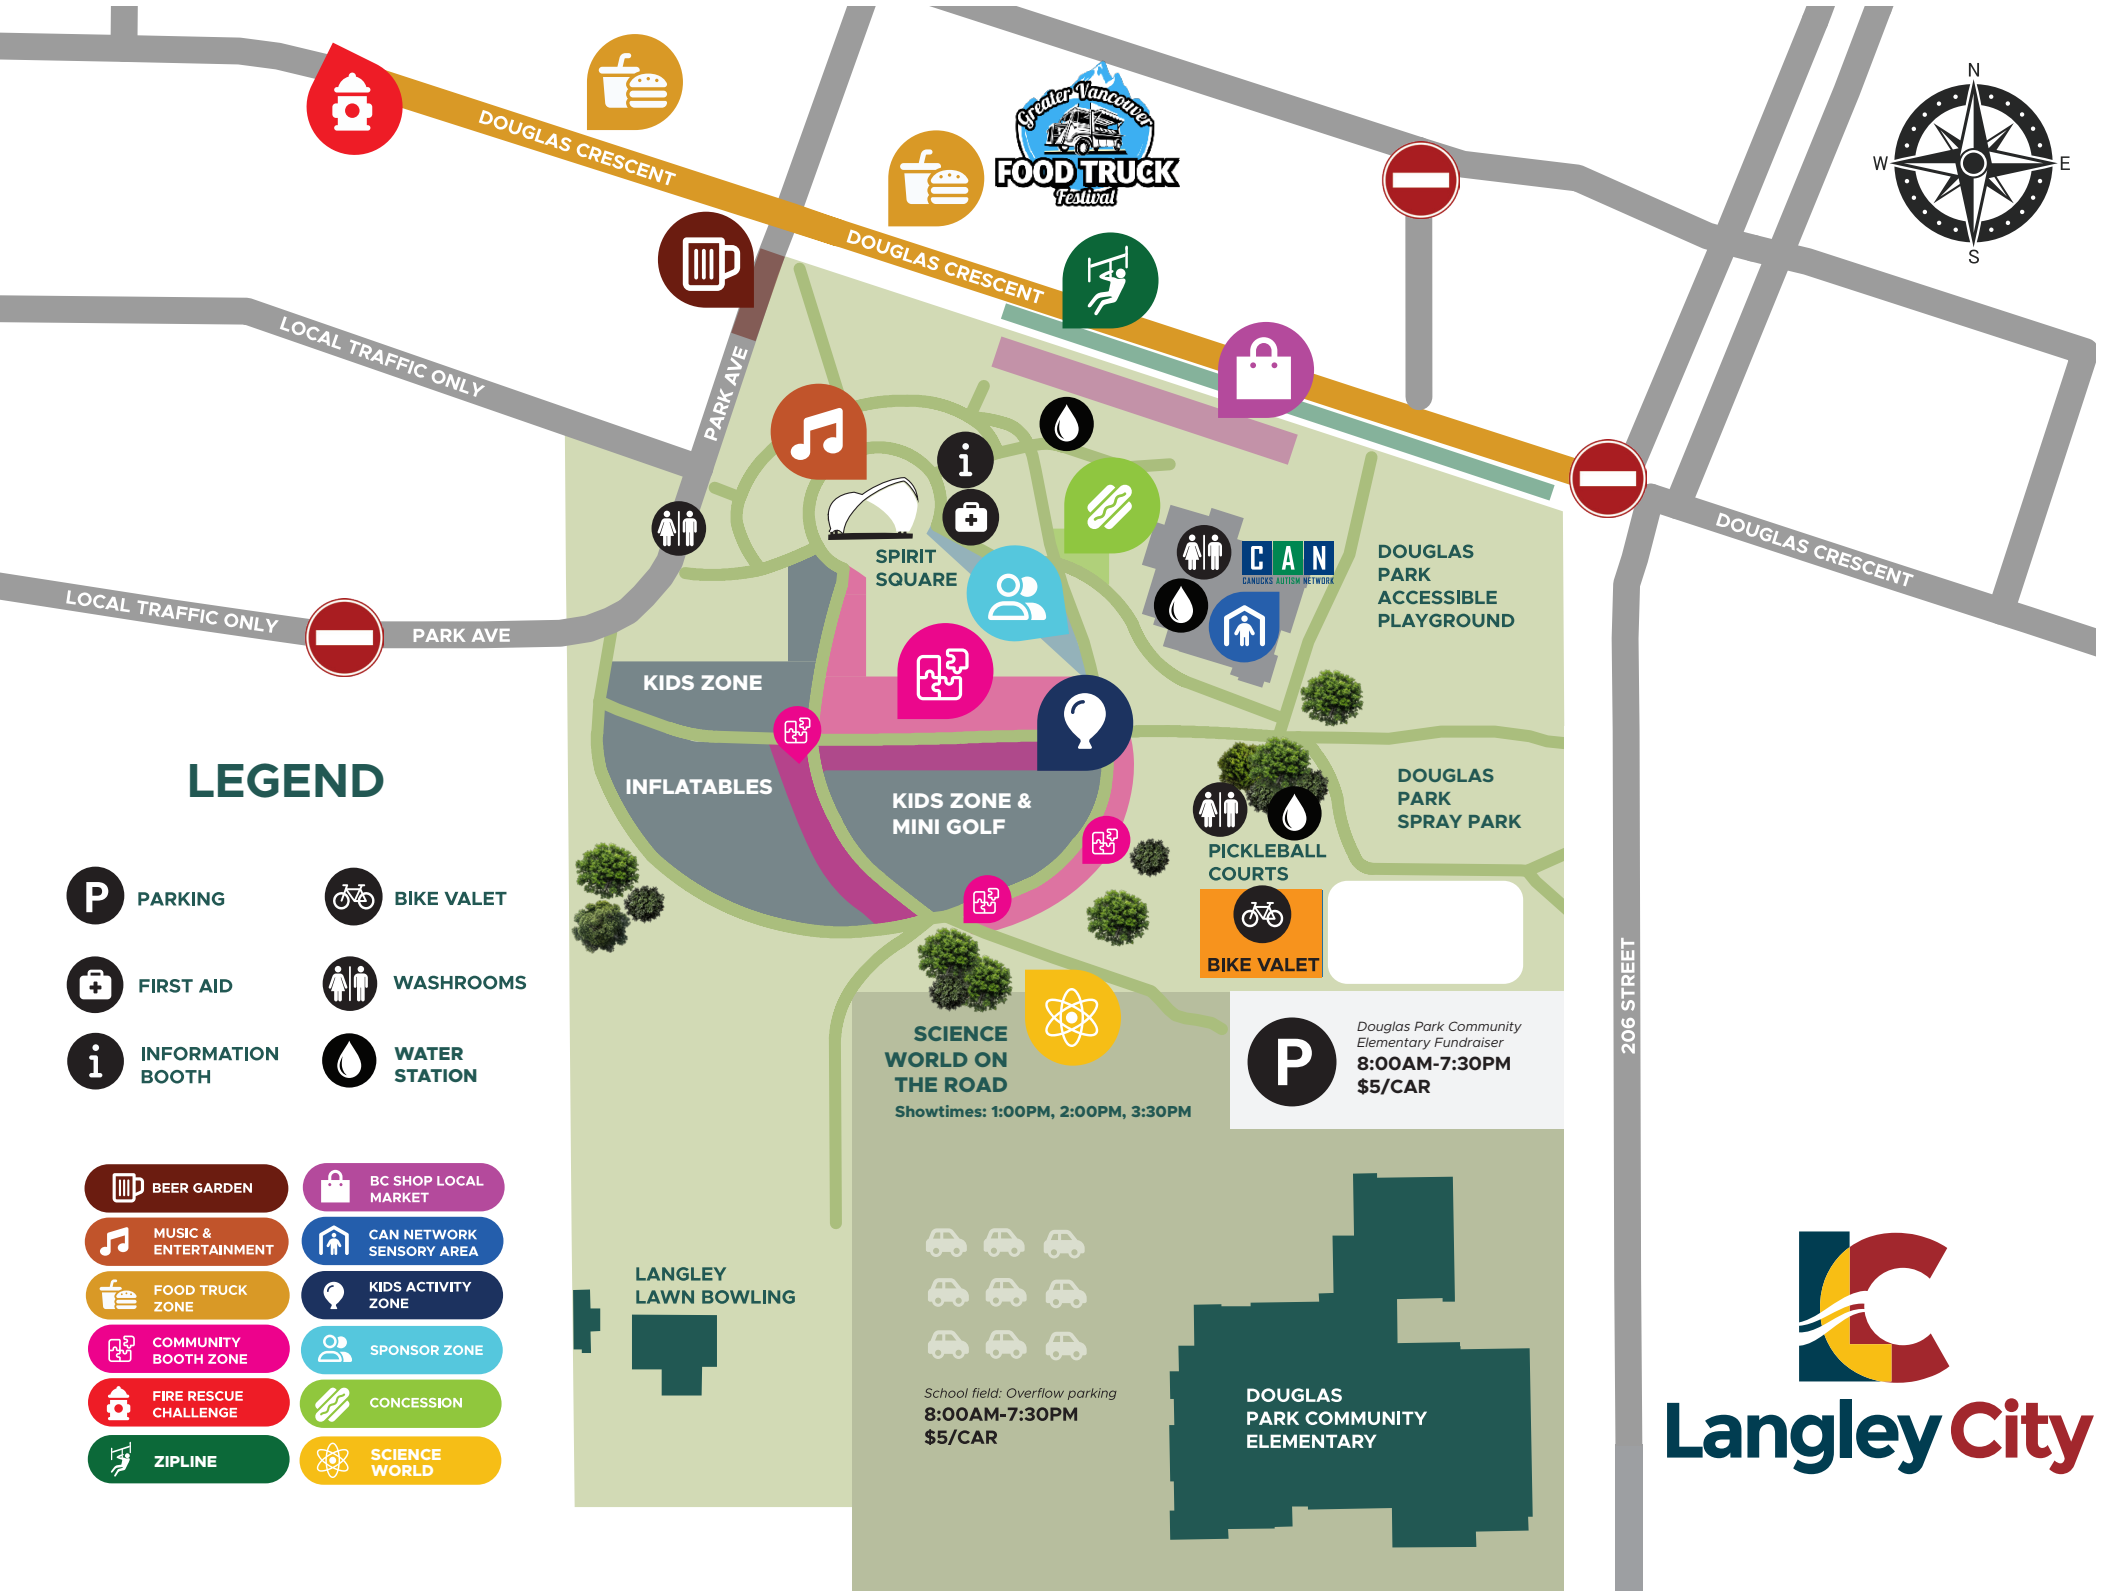 N
W
E
S
Greater Vancouver
FOOD TRUCK
Festival
DOUGLAS CRESCENT
DOUGLAS CRESCENT
LOCAL TRAFFIC ONLY
PARK AVE
LOCAL TRAFFIC ONLY
PARK AVE
DOUGLAS CRESCENT
206 STREET
i
SPIRIT
SQUARE
CAN
CANUCKS AUTISM NETWORK
DOUGLAS
PARK
ACCESSIBLE
PLAYGROUND
KIDS ZONE
INFLATABLES
KIDS ZONE &
MINI GOLF
DOUGLAS
PARK
SPRAY PARK
PICKLEBALL
COURTS
BIKE VALET
SCIENCE
WORLD ON
THE ROAD
Showtimes: 1:00PM, 2:00PM, 3:30PM
P
Douglas Park Community
Elementary Fundraiser
8:00AM-7:30PM
$5/CAR
LANGLEY
LAWN BOWLING
School field: Overflow parking
8:00AM-7:30PM
$5/CAR
DOUGLAS
PARK COMMUNITY
ELEMENTARY
LEGEND
P PARKING
BIKE VALET
FIRST AID
WASHROOMS
i INFORMATION
BOOTH
WATER
STATION
BEER GARDEN
BC SHOP LOCAL
MARKET
MUSIC &
ENTERTAINMENT
CAN NETWORK
SENSORY AREA
FOOD TRUCK
ZONE
KIDS ACTIVITY
ZONE
COMMUNITY
BOOTH ZONE
SPONSOR ZONE
FIRE RESCUE
CHALLENGE
CONCESSION
ZIPLINE
SCIENCE
WORLD
LC
Langley City